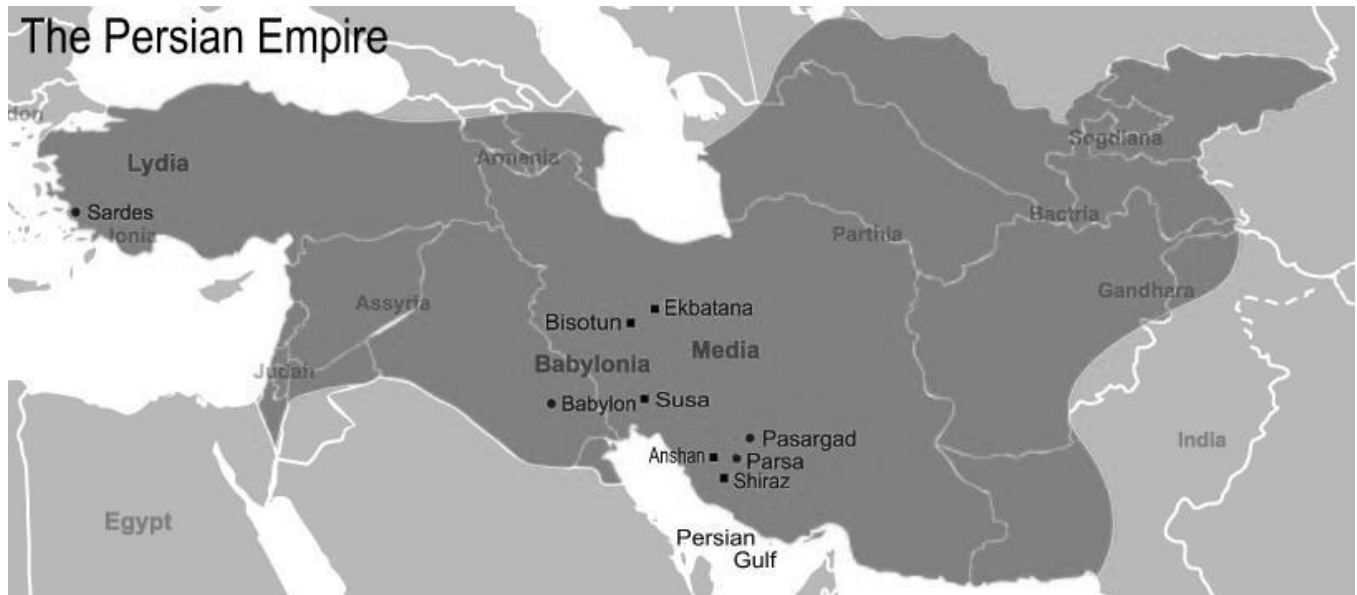 The Persian Empire
don
Lydia
Armenia
Sogdiana
Sardes
Ionia
Bactria
Parthia
Assyria
Gandhara
Ekbatana
Bisotun
Media
Babylonia
Judah
Babylon
Susa
Pasargad
India
Anshan
Parsa
Shiraz
Egypt
Persian
Gulf